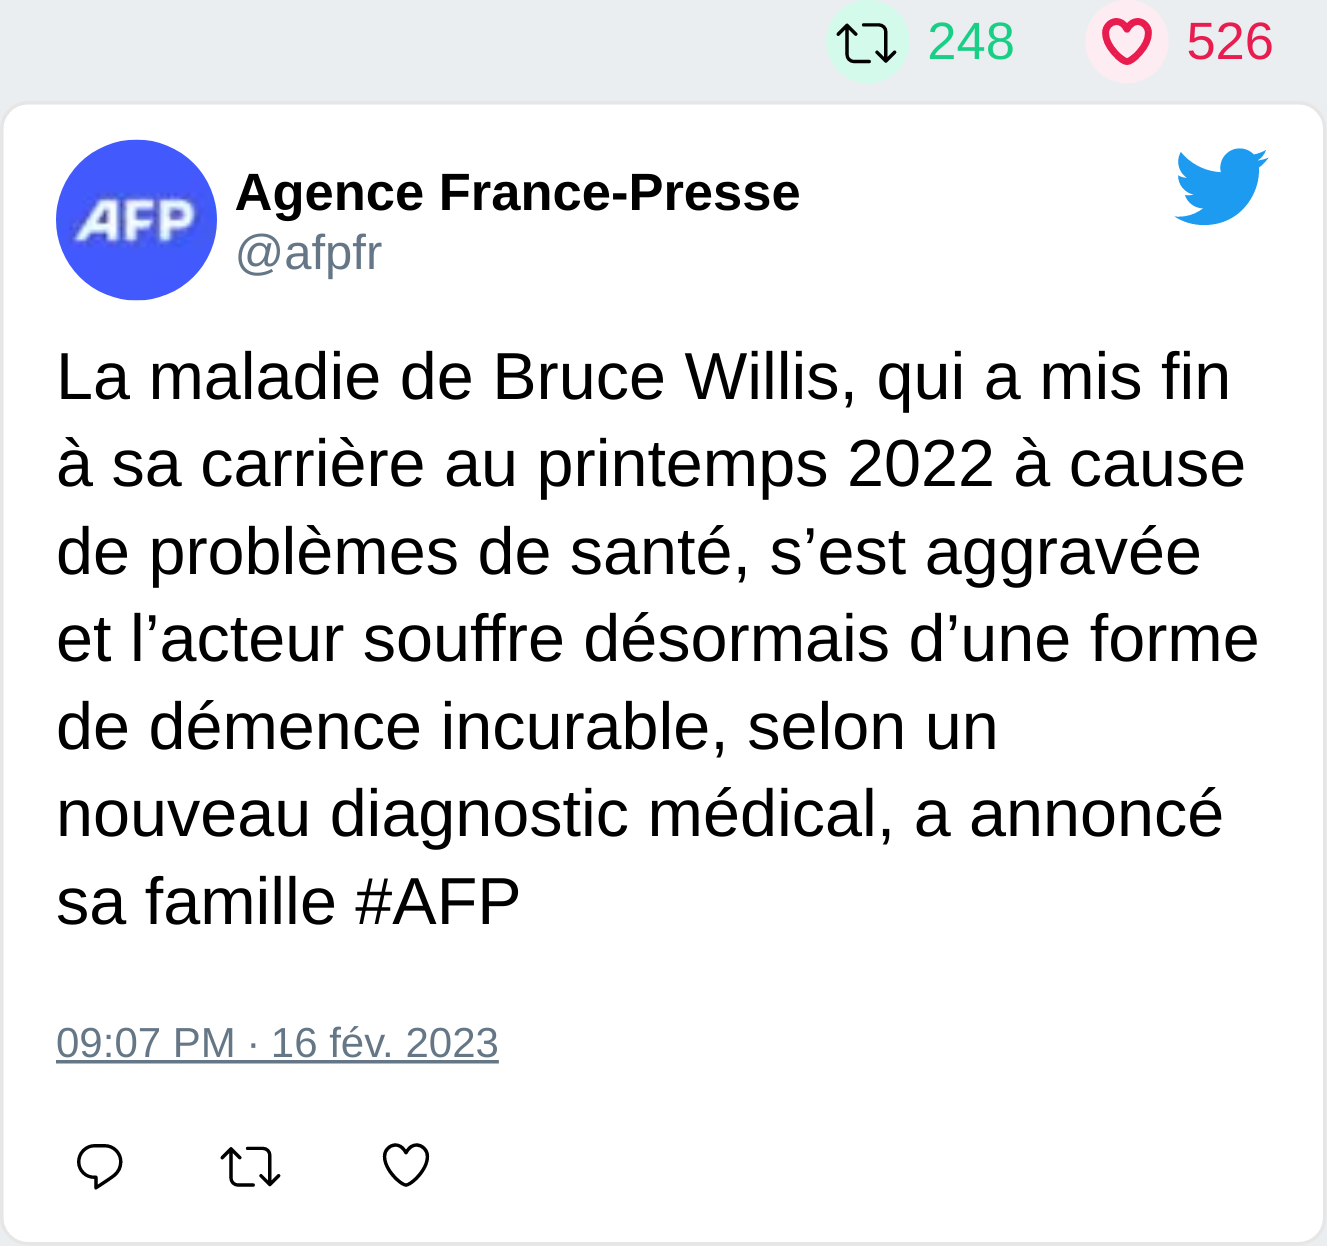 248 526
AFP
Agence France-Presse
@afpfr
La maladie de Bruce Willis, qui a mis fin
à sa carrière au printemps 2022 à cause
de problèmes de santé, s’est aggravée
et l’acteur souffre désormais d’une forme
de démence incurable, selon un
nouveau diagnostic médical, a annoncé
sa famille #AFP
09:07 PM · 16 fév. 2023